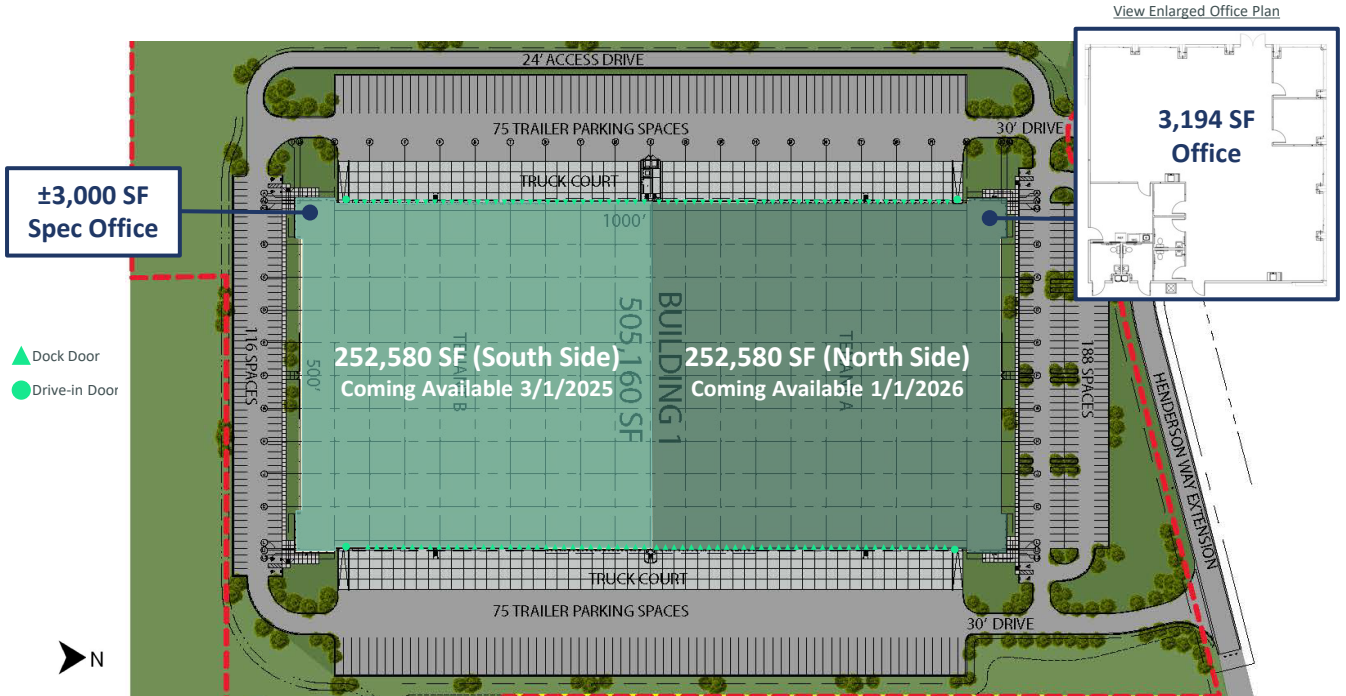 View Enlarged Office Plan
24' ACCESS DRIVE
75 TRAILER PARKING SPACES
30' DRIVE
3,194 SF
Office
TRUCK COURT
±3,000 SF
Spec Office
1000'
BUILDING 1
505,160 SF
TENANT B
TENANT A
252,580 SF (South Side)
Coming Available 3/1/2025
252,580 SF (North Side)
Coming Available 1/1/2026
500'
116 SPACES
188 SPACES
Dock Door
Drive-in Door
HENDERSON WAY EXTENSION
TRUCK COURT
75 TRAILER PARKING SPACES
30' DRIVE
N